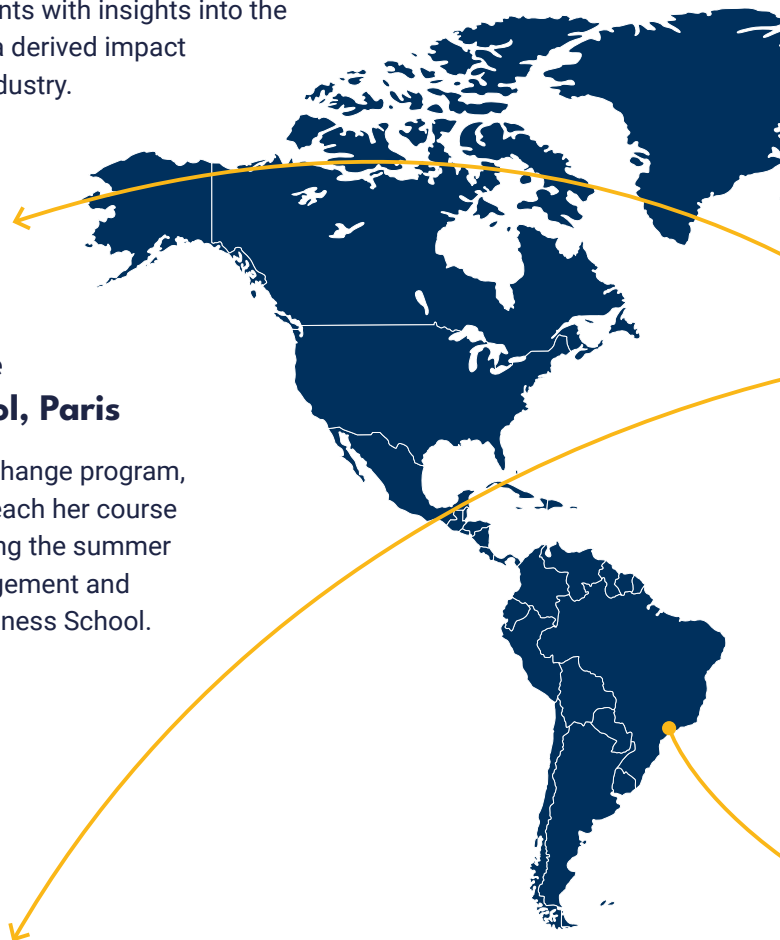 nts with insights into the
a derived impact
dustry.
e
ol, Paris
change program,
each her course
ng the summer
gement and
ness School.